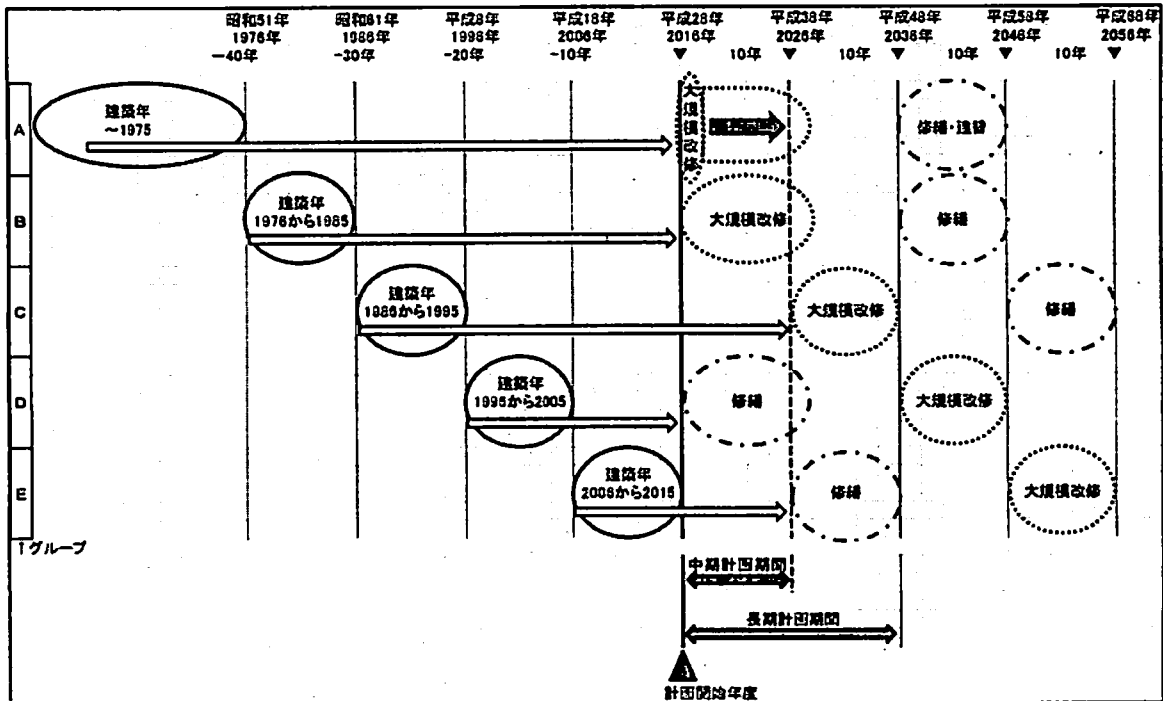 昭和51年 昭和61年 平成8年 平成18年 平成28年 平成38年 平成48年 平成58年 平成68年
1976年 1986年 1996年 2006年 2016年 2026年 2036年 2046年 2056年
−40年 −30年 −20年 −10年 ▼ 10年 ▼ 10年 ▼ 10年 ▼ 10年 ▼
A
建築年
～1975
大規模改修
修繕・建替
B
建築年
1976から1985
大規模改修
修繕
C
建築年
1986から1995
大規模改修
修繕
D
建築年
1995から2005
修繕
大規模改修
E
建築年
2006から2015
修繕
大規模改修
↑グループ
中期計画期間
長期計画期間
計画開始年度